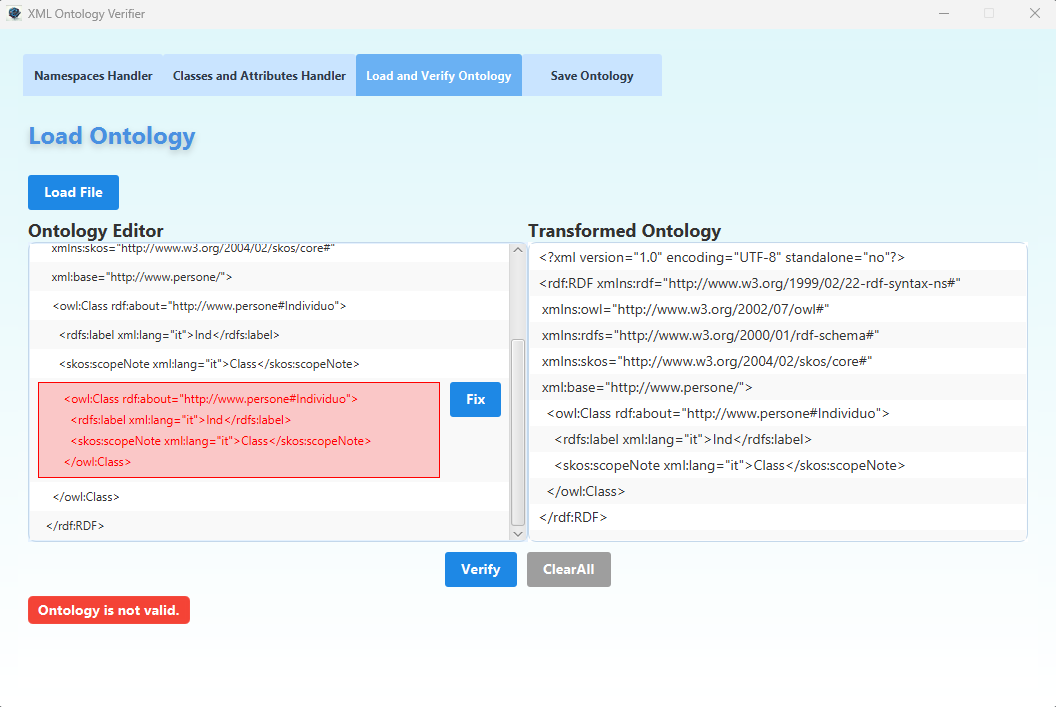 XML Ontology Verifier
Namespaces Handler
Classes and Attributes Handler
Load and Verify Ontology
Save Ontology
Load Ontology
Load File
Ontology Editor
xmlns:skos="http://www.w3.org/2004/02/skos/core#"
xml:base="http://www.persone/">
<owl:Class rdf:about="http://www.persone#Individuo">
<rdfs:label xml:lang="it">Ind</rdfs:label>
<skos:scopeNote xml:lang="it">Class</skos:scopeNote>
<owl:Class rdf:about="http://www.persone#Individuo">
<rdfs:label xml:lang="it">Ind</rdfs:label>
<skos:scopeNote xml:lang="it">Class</skos:scopeNote>
</owl:Class>
Fix
</owl:Class>
</rdf:RDF>
Transformed Ontology
<?xml version="1.0" encoding="UTF-8" standalone="no"?>
<rdf:RDF xmlns:rdf="http://www.w3.org/1999/02/22-rdf-syntax-ns#"
xmlns:owl="http://www.w3.org/2002/07/owl#"
xmlns:rdfs="http://www.w3.org/2000/01/rdf-schema#"
xmlns:skos="http://www.w3.org/2004/02/skos/core#"
xml:base="http://www.persone/">
<owl:Class rdf:about="http://www.persone#Individuo">
<rdfs:label xml:lang="it">Ind</rdfs:label>
<skos:scopeNote xml:lang="it">Class</skos:scopeNote>
</owl:Class>
</rdf:RDF>
Verify
ClearAll
Ontology is not valid.